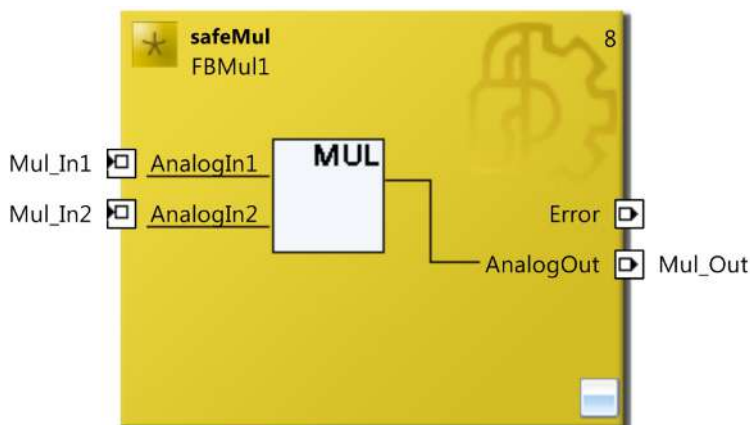 safeMul 8
FBMul1
MUL
Mul_In1 AnalogIn1
Mul_In2 AnalogIn2 Error
AnalogOut Mul_Out